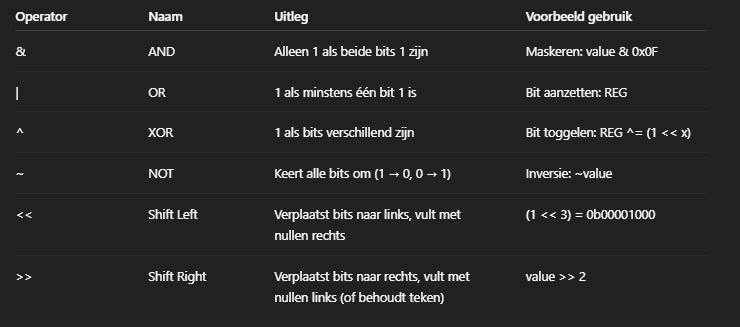 Operator Naam Uitleg Voorbeeld gebruik
& AND Alleen 1 als beide bits 1 zijn Maskeren: value & 0x0F
| OR 1 als minstens één bit 1 is Bit aanzetten: REG
^ XOR 1 als bits verschillend zijn Bit toggelen: REG ^= (1 << x)
~ NOT Keert alle bits om (1 → 0, 0 → 1) Inversie: ~value
<< Shift Left Verplaatst bits naar links, vult met (1 << 3) = 0b00001000
nullen rechts
>> Shift Right Verplaatst bits naar rechts, vult met value >> 2
nullen links (of behoudt teken)